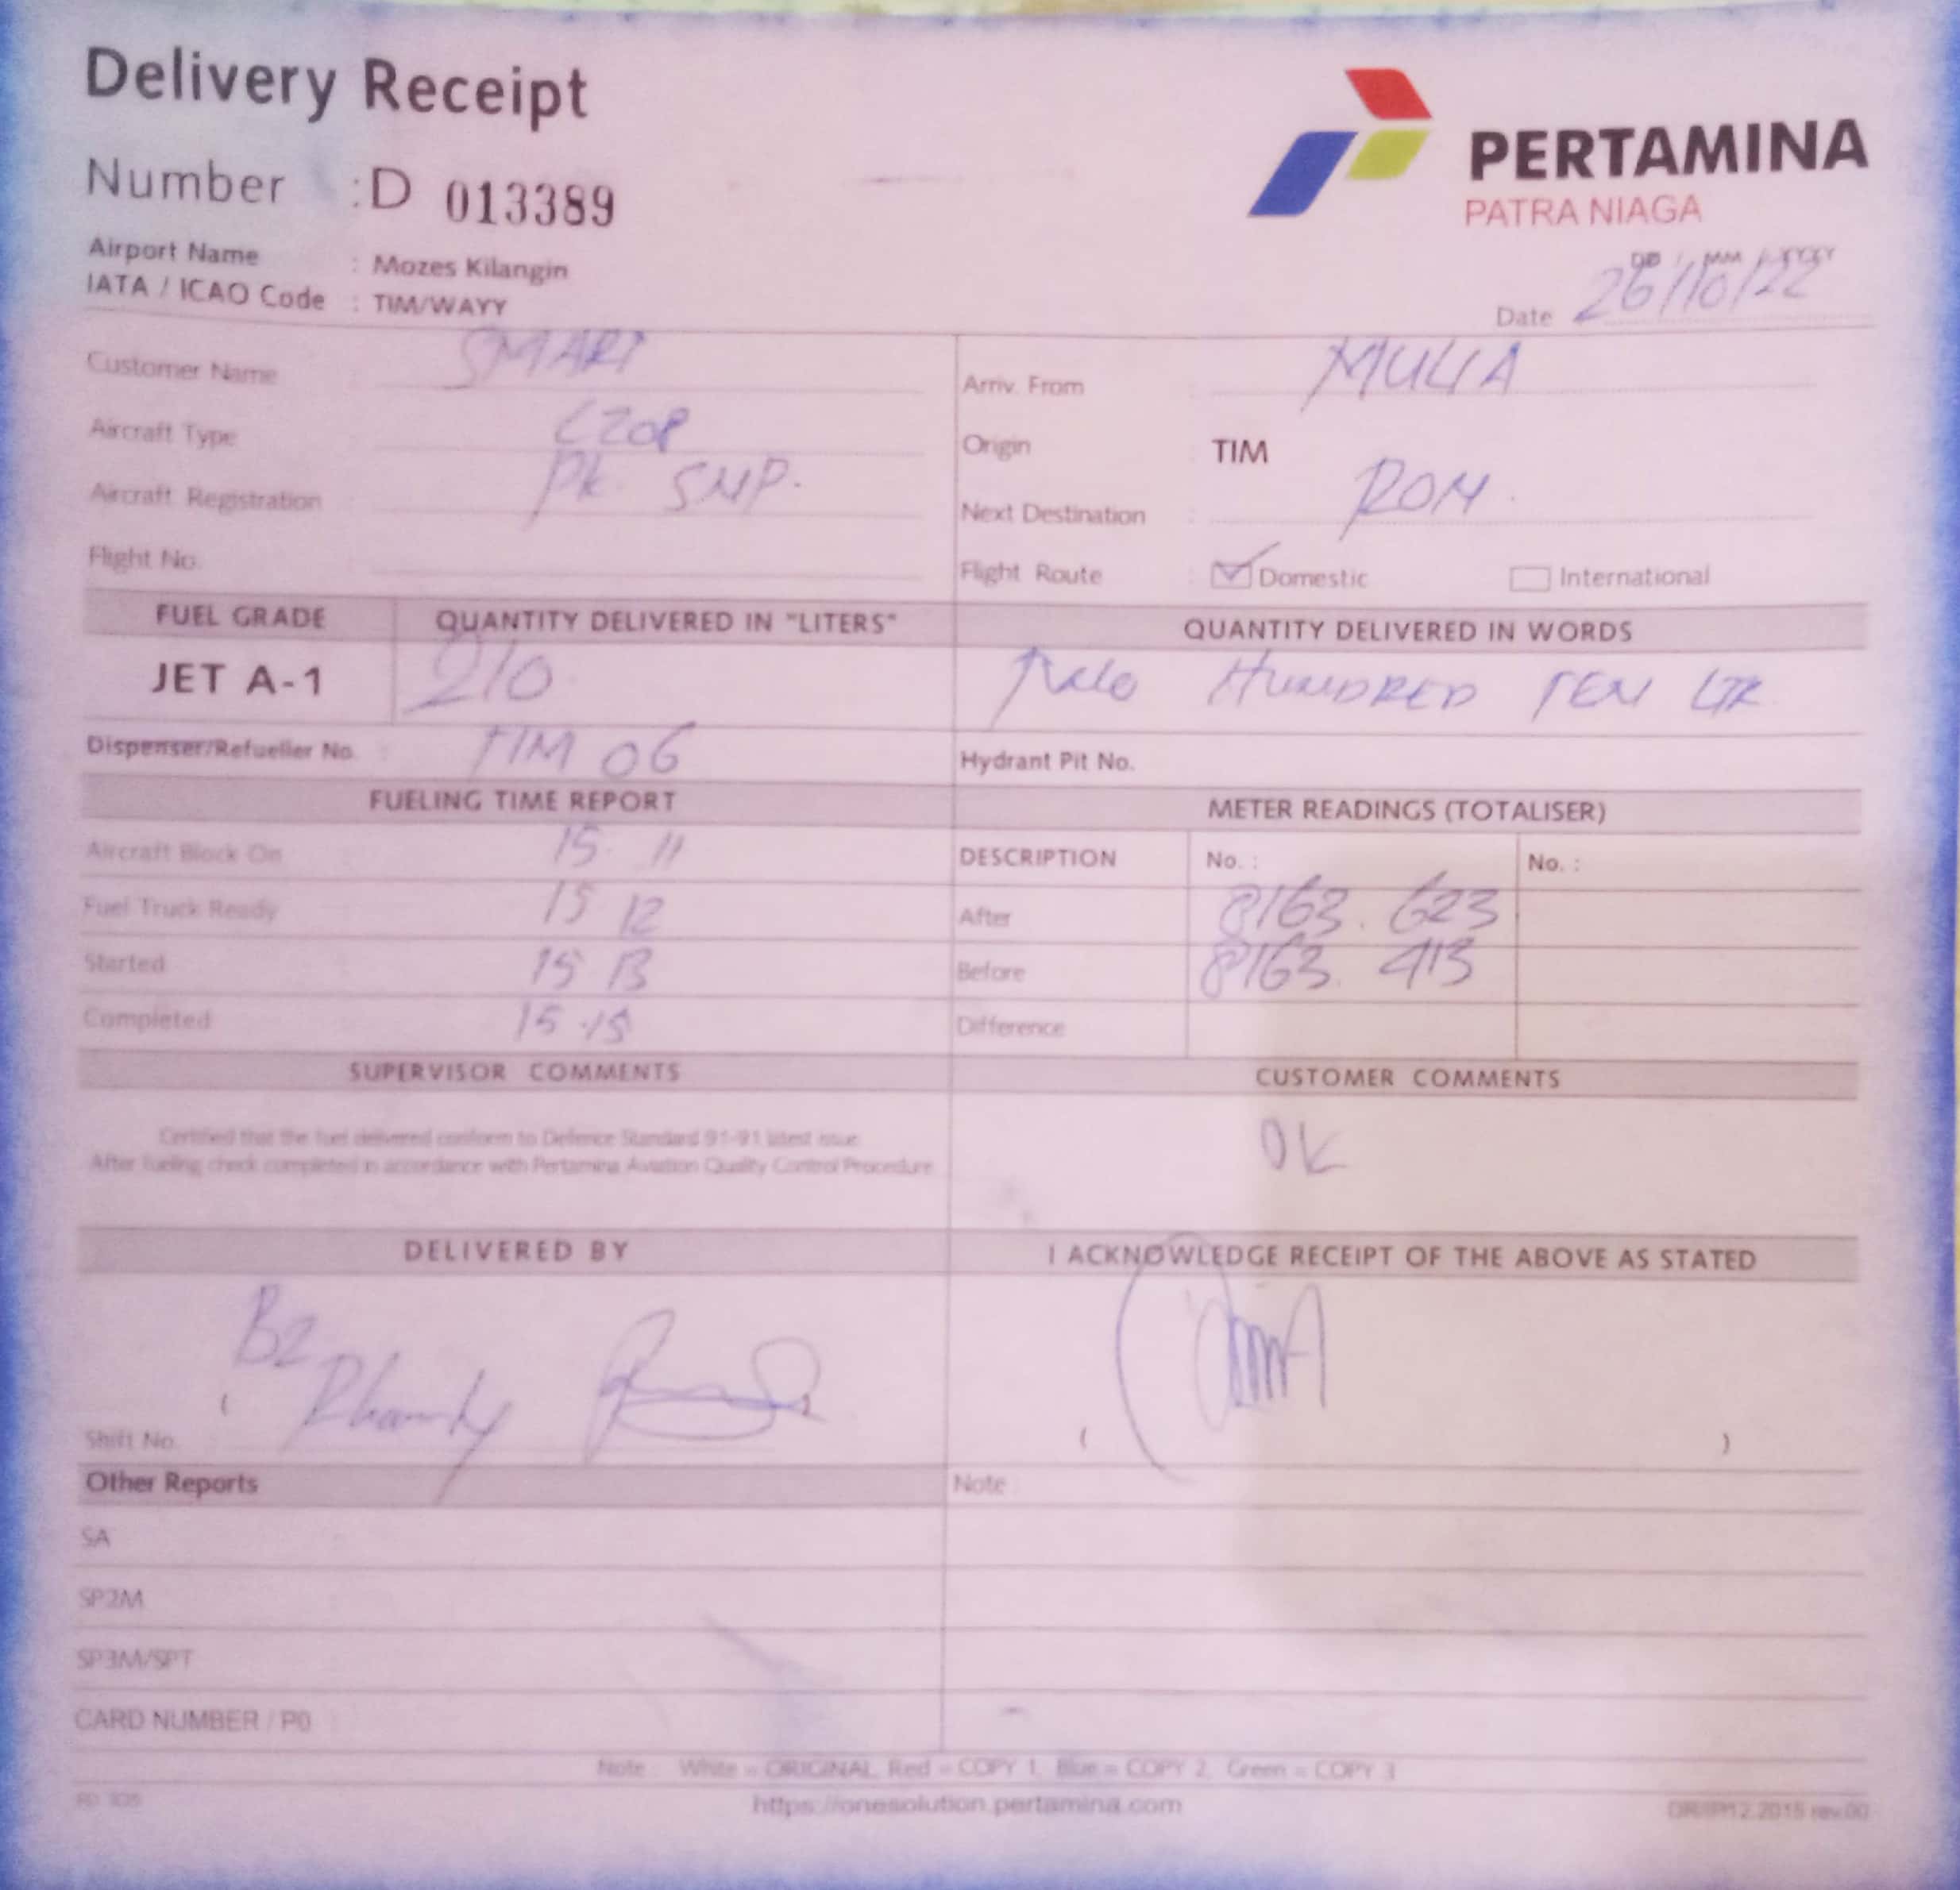 Delivery Receipt
PERTAMINA
PATRA NIAGA
Number : D 013389
Airport Name : Mozes Kilangin
IATA / ICAO Code : TIM/WAYY
DD / MM / YYYY
Date 26/10/22
Customer Name : SMART
Arriv. From : MULIA
Aircraft Type : C208
Origin : TIM
Aircraft Registration : PK SNP.
Next Destination : ROM
Flight No.
Flight Route : Domestic International
FUEL GRADE QUANTITY DELIVERED IN "LITERS" QUANTITY DELIVERED IN WORDS
JET A-1 210 TWO HUNDRED TEN LTR
Dispenser/Refueller No. : TIM 06 Hydrant Pit No.
FUELING TIME REPORT METER READINGS (TOTALISER)
Aircraft Block On 15 11 DESCRIPTION No. : No. :
Fuel Truck Ready 15 12 After 8163.623
Started 15 13 Before 8163.413
Completed 15.15 Difference
SUPERVISOR COMMENTS CUSTOMER COMMENTS
Certified that the fuel delivered conform to Defence Standard 91-91 latest issue
After fueling check completed in accordance with Pertamina Aviation Quality Control Procedure
OK
DELIVERED BY I ACKNOWLEDGE RECEIPT OF THE ABOVE AS STATED
B2
Shift No. ( ) ( )
Other Reports Note
SA
SP2M
SP3M/SPT
CARD NUMBER / P0
Note : White = ORIGINAL, Red = COPY 1, Blue = COPY 2, Green = COPY 3
https://onesolution.pertamina.com